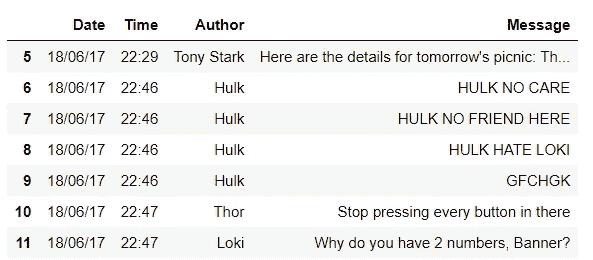 Date Time Author Message
5 18/06/17 22:29 Tony Stark Here are the details for tomorrow's picnic: Th...
6 18/06/17 22:46 Hulk HULK NO CARE
7 18/06/17 22:46 Hulk HULK NO FRIEND HERE
8 18/06/17 22:46 Hulk HULK HATE LOKI
9 18/06/17 22:46 Hulk GFCHGK
10 18/06/17 22:47 Thor Stop pressing every button in there
11 18/06/17 22:47 Loki Why do you have 2 numbers, Banner?